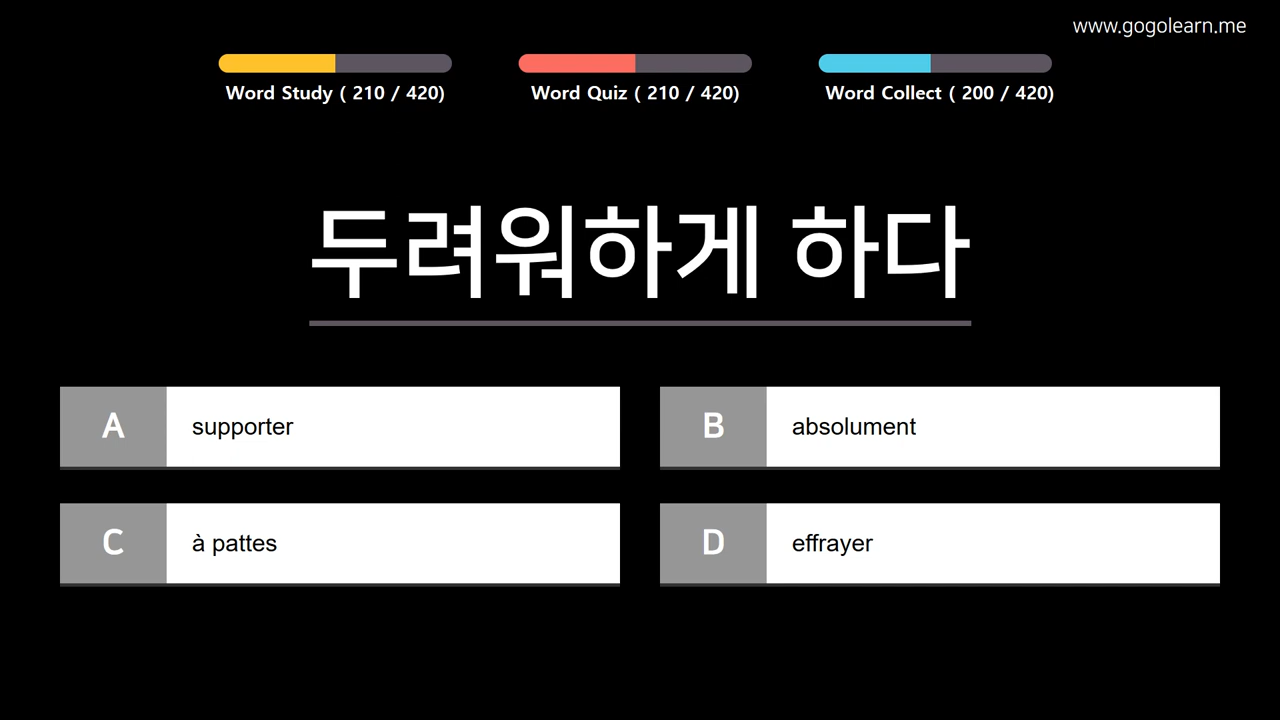 www.gogolearn.me
Word Study ( 210 / 420)
Word Quiz ( 210 / 420)
Word Collect ( 200 / 420)
두려워하게 하다
A supporter
B absolument
C à pattes
D effrayer